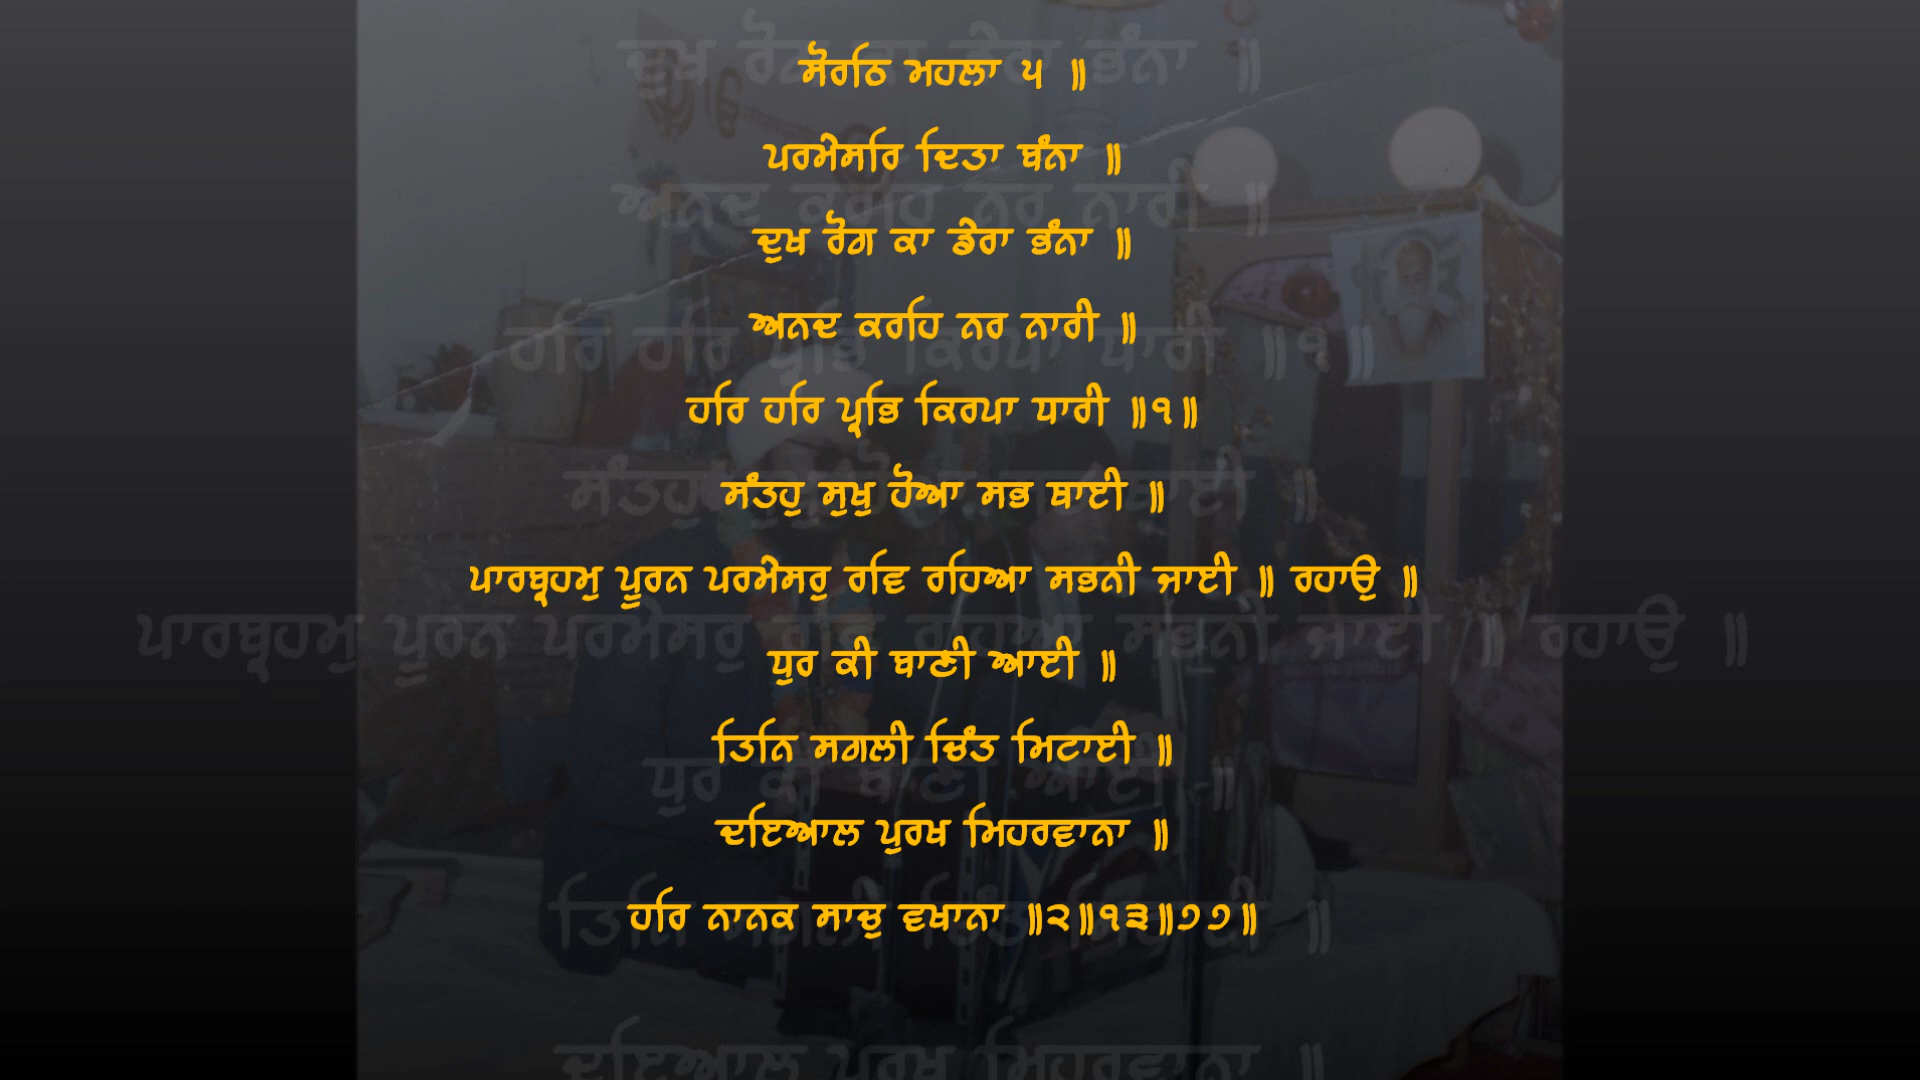 ਸੋਰਠਿ ਮਹਲਾ ੫ ॥
ਪਰਮੇਸਰਿ ਦਿਤਾ ਬੰਨਾ ॥
ਦੁਖ ਰੋਗ ਕਾ ਡੇਰਾ ਭੰਨਾ ॥
ਅਨਦ ਕਰਹਿ ਨਰ ਨਾਰੀ ॥
ਹਰਿ ਹਰਿ ਪ੍ਰਭਿ ਕਿਰਪਾ ਧਾਰੀ ॥੧॥
ਸੰਤਹੁ ਸੁਖੁ ਹੋਆ ਸਭ ਥਾਈ ॥
ਪਾਰਬ੍ਰਹਮੁ ਪੂਰਨ ਪਰਮੇਸਰੁ ਰਵਿ ਰਹਿਆ ਸਭਨੀ ਜਾਈ ॥ ਰਹਾਉ ॥
ਧੁਰ ਕੀ ਬਾਣੀ ਆਈ ॥
ਤਿਨਿ ਸਗਲੀ ਚਿੰਤ ਮਿਟਾਈ ॥
ਦਇਆਲ ਪੁਰਖ ਮਿਹਰਵਾਨਾ ॥
ਹਰਿ ਨਾਨਕ ਸਾਚੁ ਵਖਾਨਾ ॥੨॥੧੩॥੭੭॥